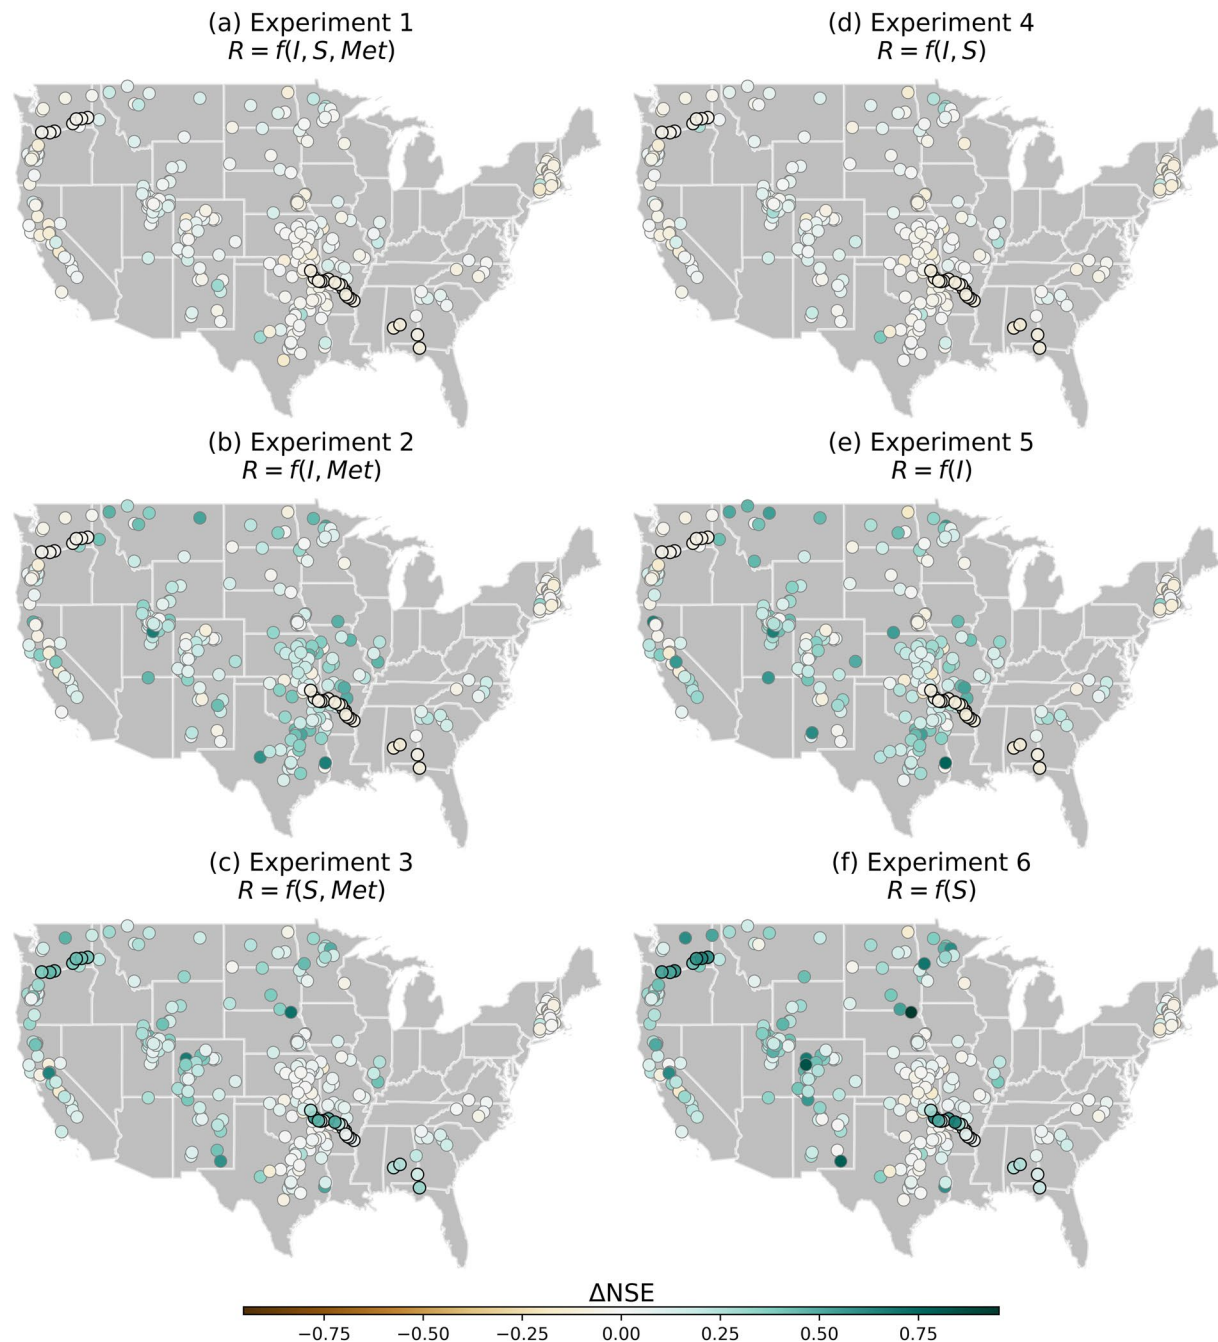 (a) Experiment 1
R = f(I, S, Met)
(d) Experiment 4
R = f(I, S)
(b) Experiment 2
R = f(I, Met)
(e) Experiment 5
R = f(I)
(c) Experiment 3
R = f(S, Met)
(f) Experiment 6
R = f(S)
ΔNSE
−0.75 −0.50 −0.25 0.00 0.25 0.50 0.75